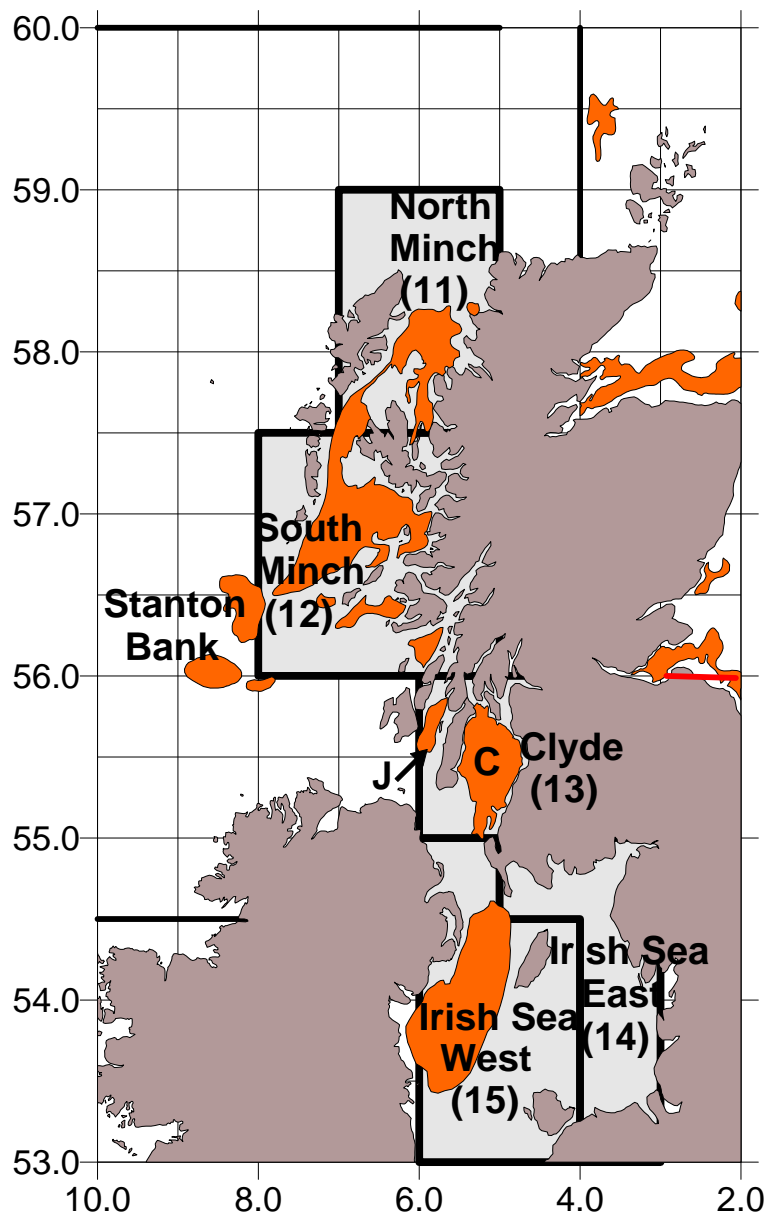 60.0
59.0
North
Minch
(11)
58.0
57.0
South
Minch
(12)
Stanton
Bank
56.0
C
Clyde
(13)
J
55.0
Irish Sea
East
(14)
54.0
Irish Sea
West
(15)
53.0
10.0 8.0 6.0 4.0 2.0